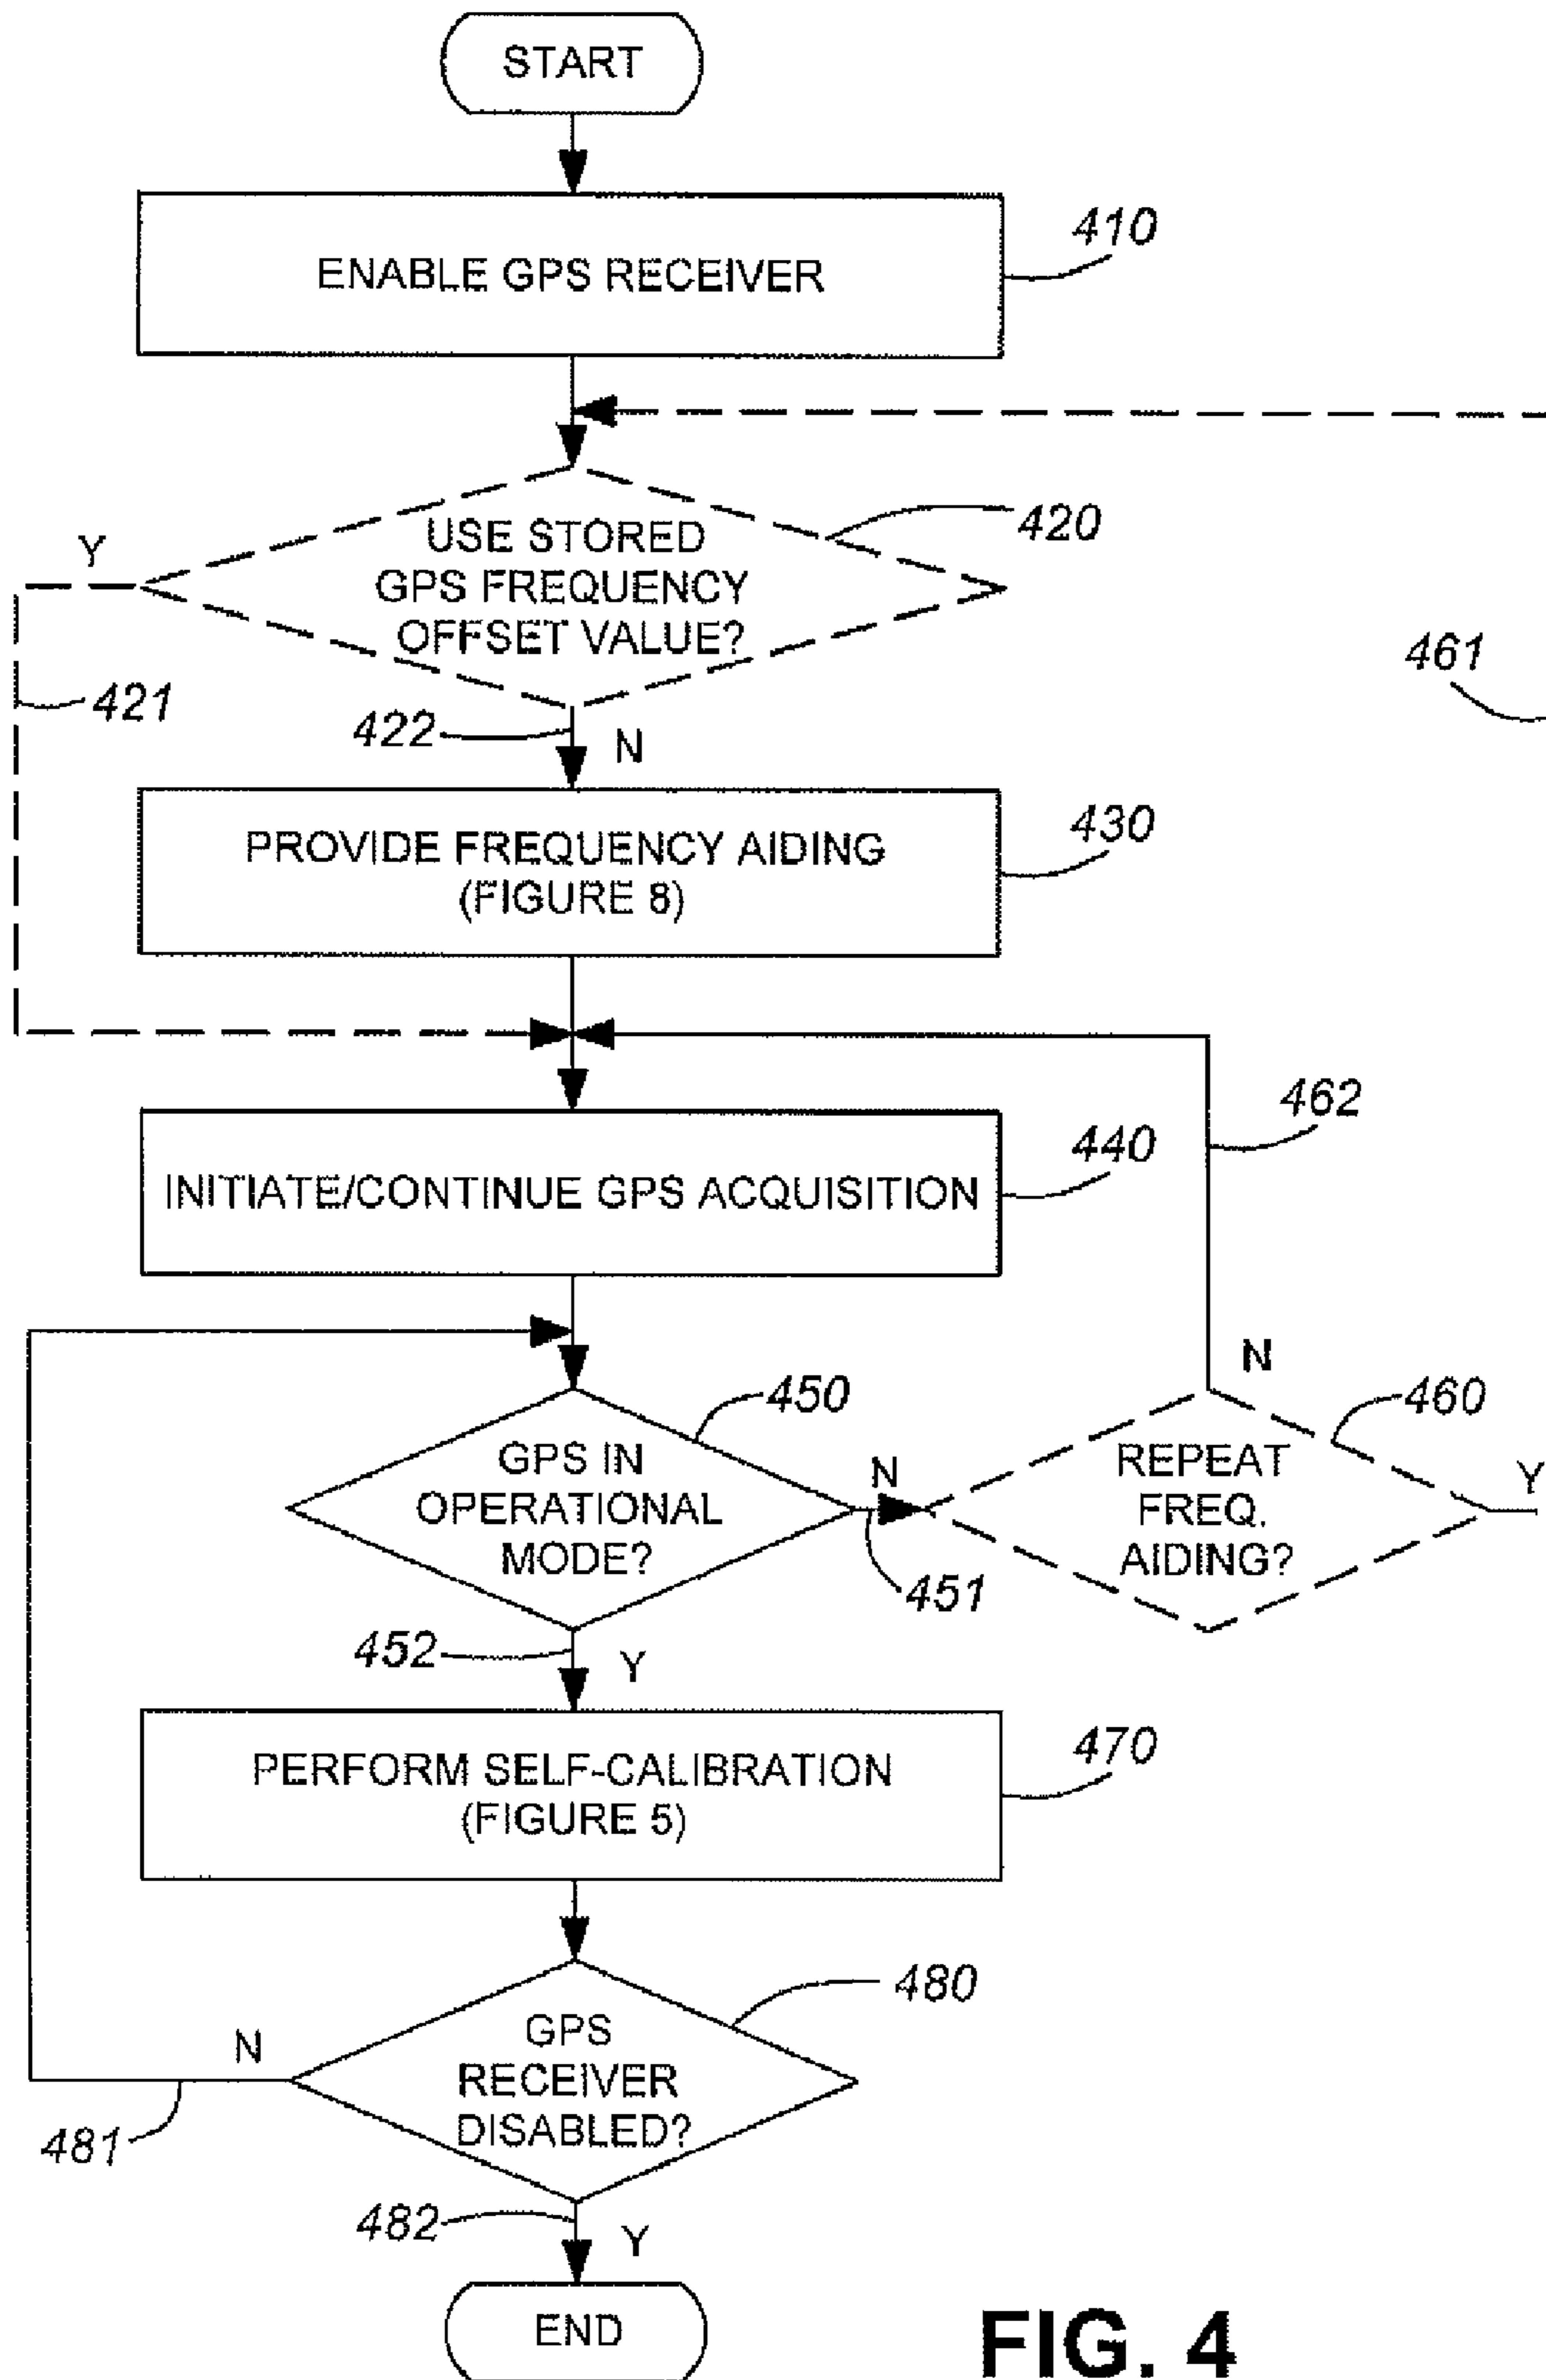 START
ENABLE GPS RECEIVER
410
USE STORED
GPS FREQUENCY
OFFSET VALUE?
420
Y
421
461
422
N
PROVIDE FREQUENCY AIDING
(FIGURE 8)
430
462
INITIATE/CONTINUE GPS ACQUISITION
440
GPS IN
OPERATIONAL
MODE?
450
N
451
N
REPEAT
FREQ.
AIDING?
460
Y
452
Y
PERFORM SELF-CALIBRATION
(FIGURE 5)
470
GPS
RECEIVER
DISABLED?
480
N
481
482
Y
END
FIG. 4